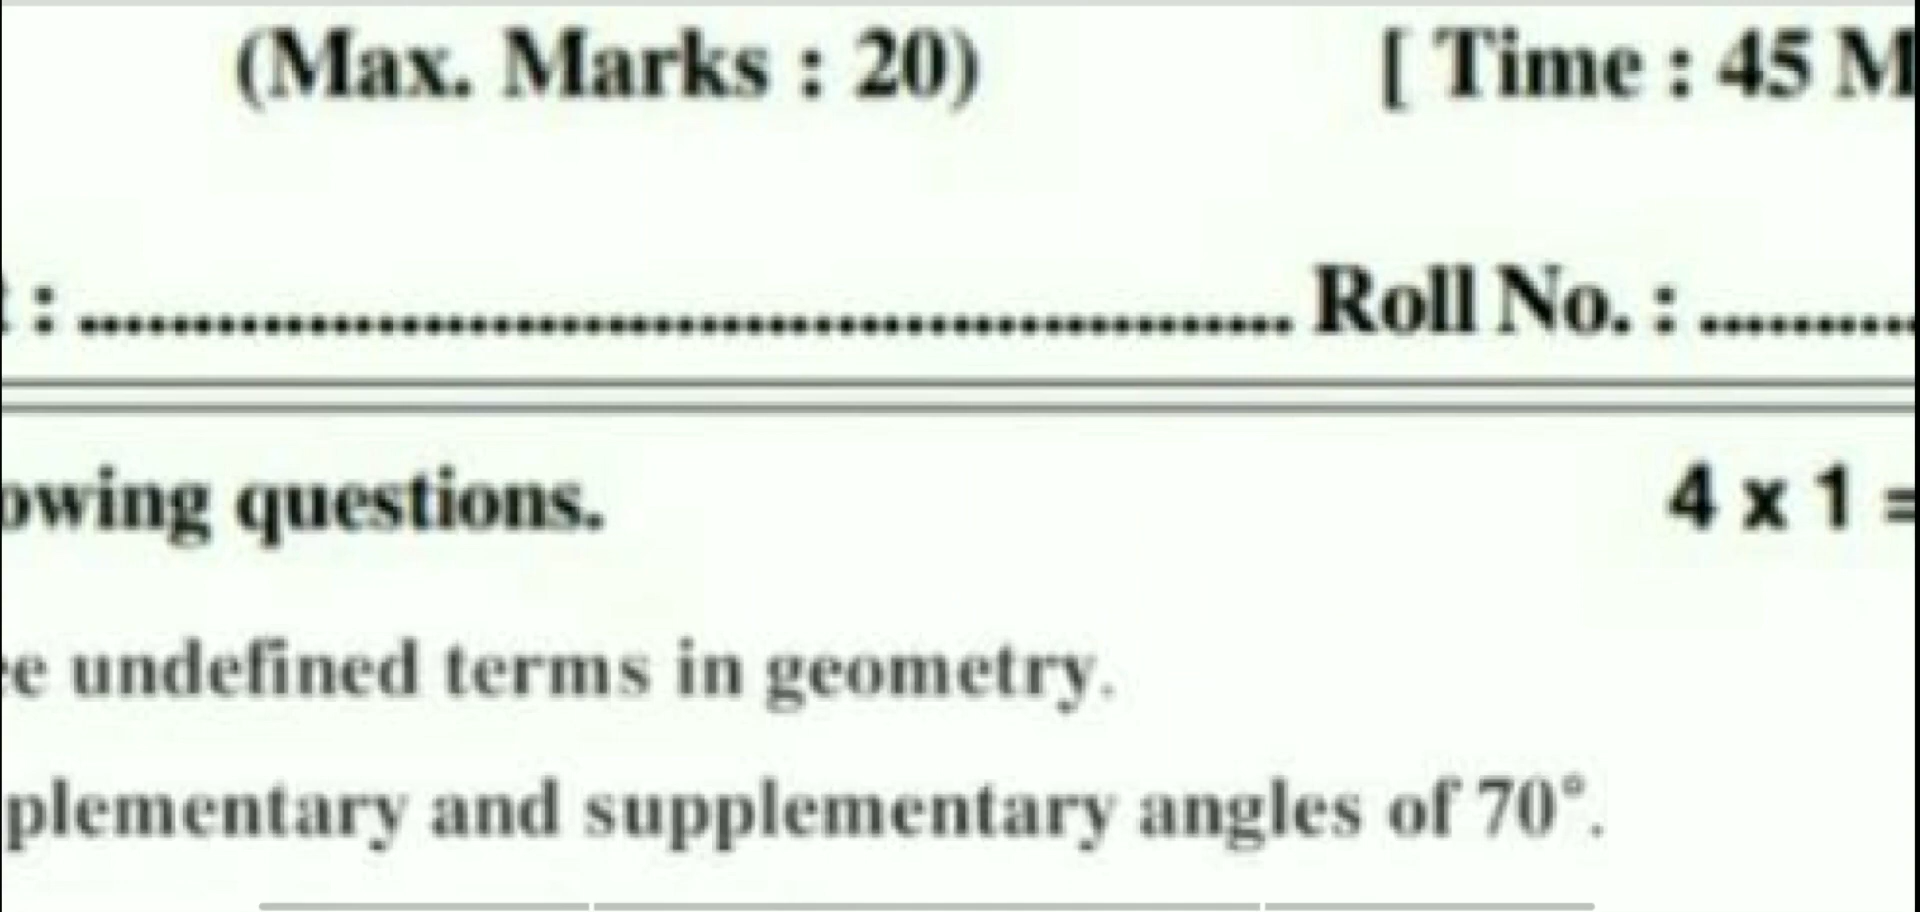 (Max. Marks : 20) [ Time : 45 M
: ........................................................ Roll No. : ..........
owing questions. 4 x 1 =
e undefined terms in geometry.
plementary and supplementary angles of 70°.